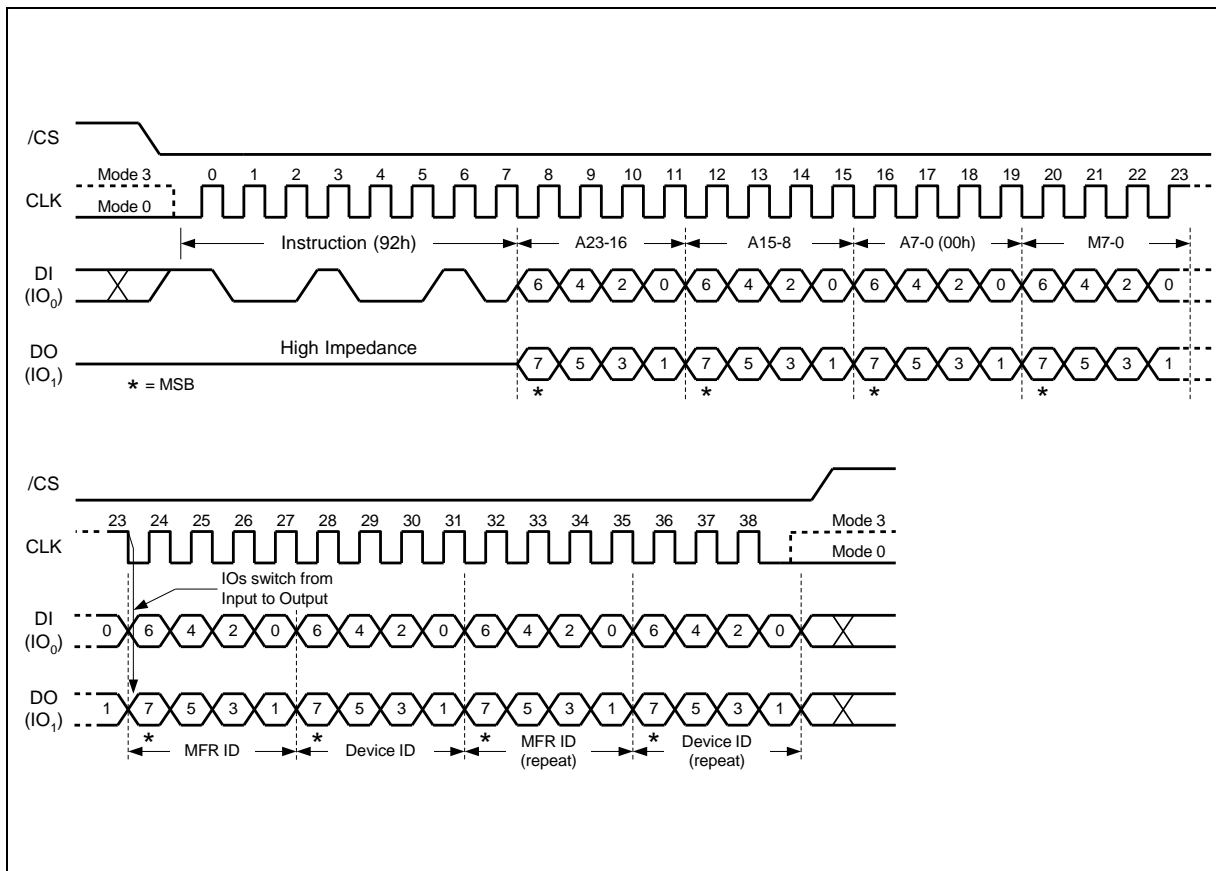 /CS
Mode 3
0 1 2 3 4 5 6 7 8 9 10 11 12 13 14 15 16 17 18 19 20 21 22 23
CLK
Mode 0
Instruction (92h) A23-16 A15-8 A7-0 (00h) M7-0
DI
(IO0)
6 4 2 0 6 4 2 0 6 4 2 0 6 4 2 0
High Impedance
DO
(IO1)
7 5 3 1 7 5 3 1 7 5 3 1 7 5 3 1
* = MSB
* * * *
/CS
23 24 25 26 27 28 29 30 31 32 33 34 35 36 37 38
Mode 3
CLK
Mode 0
IOs switch from
Input to Output
DI
(IO0)
0 6 4 2 0 6 4 2 0 6 4 2 0 6 4 2 0
DO
(IO1)
1 7 5 3 1 7 5 3 1 7 5 3 1 7 5 3 1
* * * *
MFR ID Device ID MFR ID
(repeat)
Device ID
(repeat)